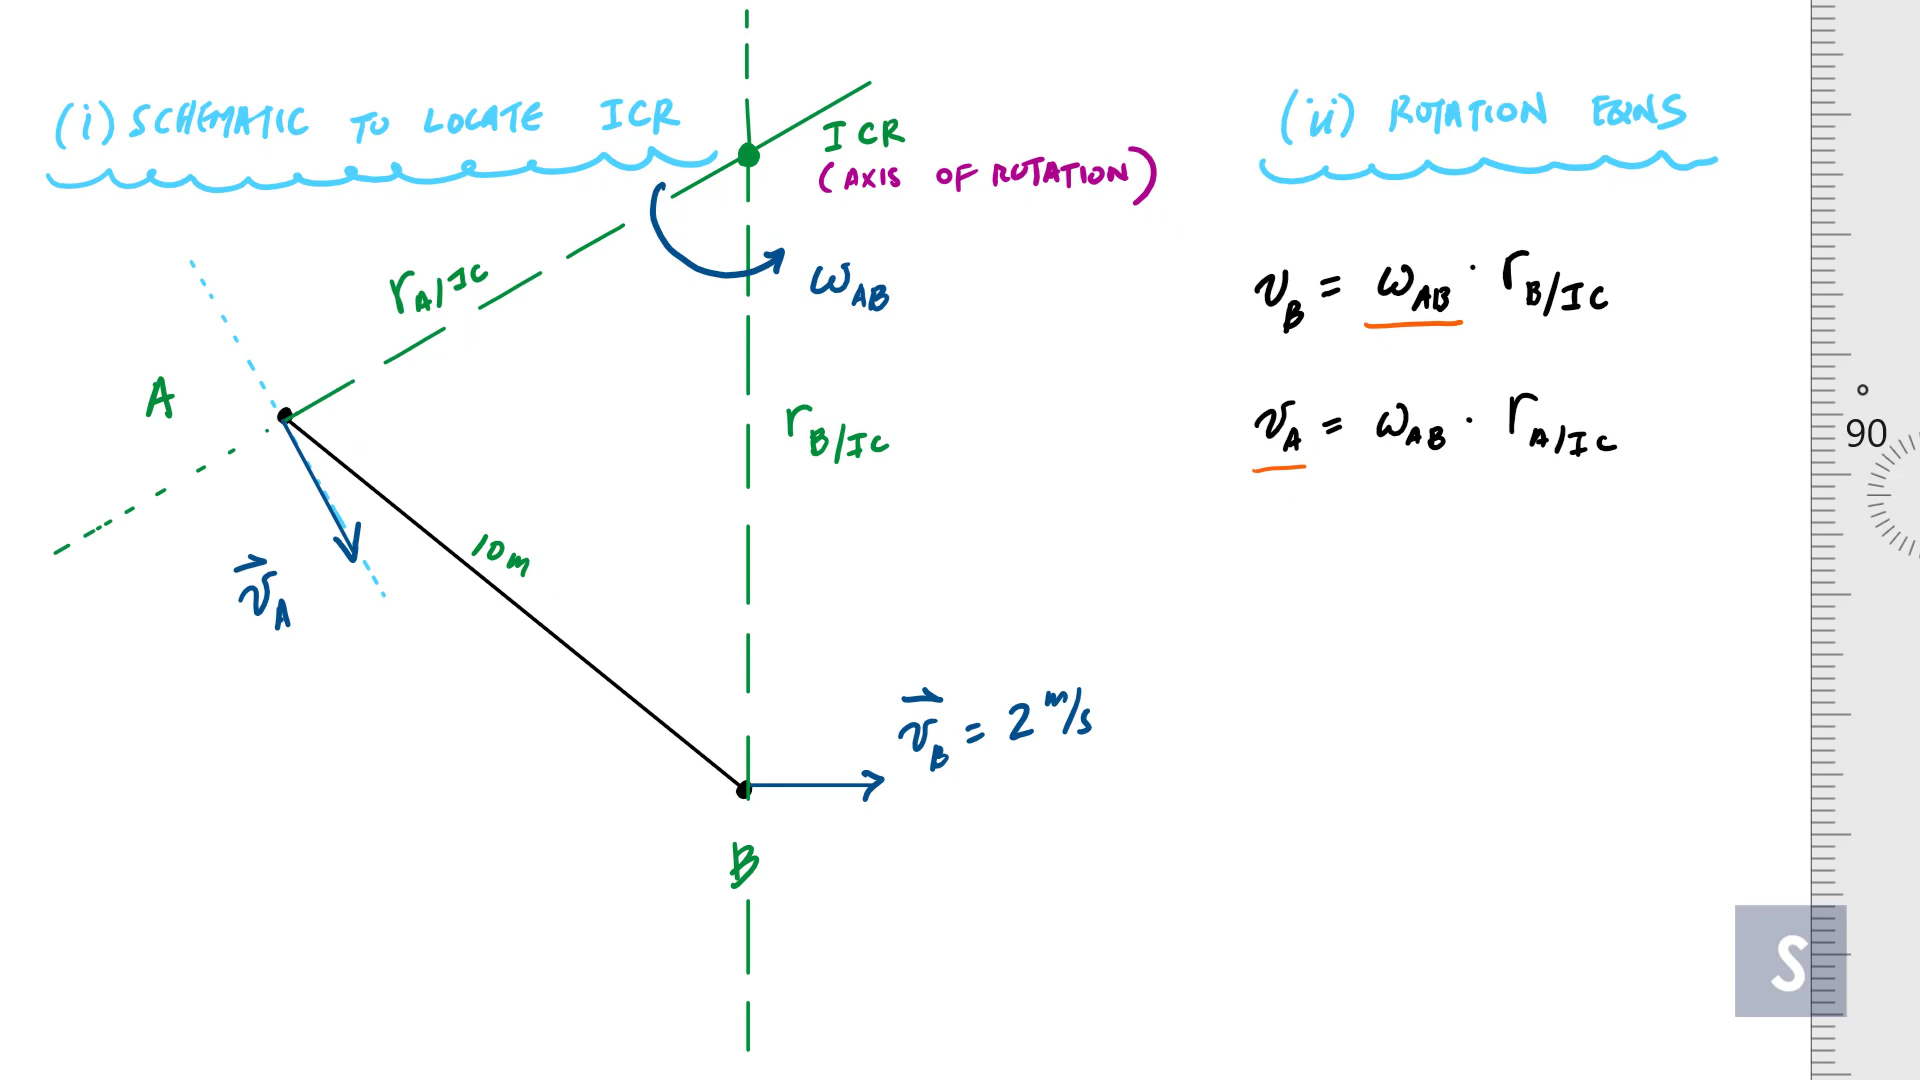 (i) SCHEMATIC TO LOCATE ICR
(ii) ROTATION EQNS
ICR
(AXIS OF ROTATION)
r_A/IC
ω_AB
v_B = ω_AB · r_B/IC
A
r_B/IC
v_A = ω_AB · r_A/IC
90
10m
v_A
v_B = 2 m/s
B
S